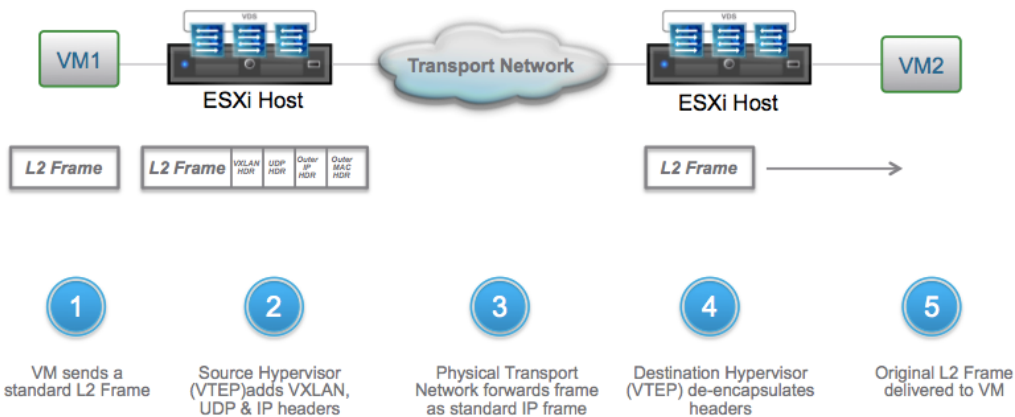 VDS
VDS
VM1
Transport Network
VM2
ESXi Host
ESXi Host
L2 Frame
L2 Frame
VXLAN
HDR
UDP
HDR
Outer
IP
HDR
Outer
MAC
HDR
L2 Frame
1
2
3
4
5
VM sends a
standard L2 Frame
Source Hypervisor
(VTEP)adds VXLAN,
UDP & IP headers
Physical Transport
Network forwards frame
as standard IP frame
Destination Hypervisor
(VTEP) de-encapsulates
headers
Original L2 Frame
delivered to VM